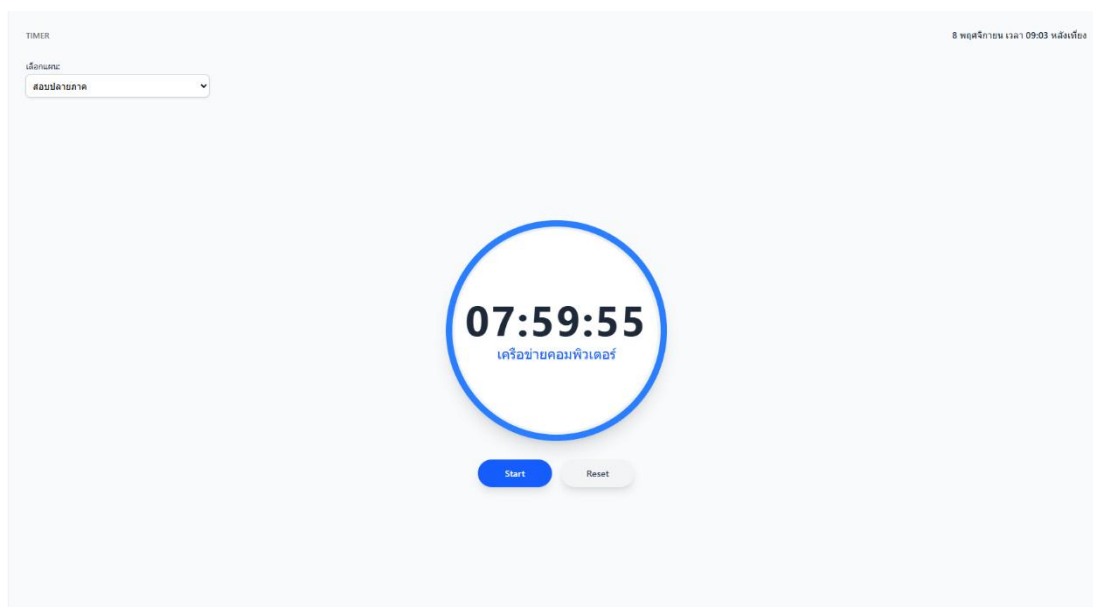 TIMER
8 พฤศจิกายน เวลา 09:03 หลังเที่ยง
เลือกแผน:
สอบปลายภาค
07:59:55
เครือข่ายคอมพิวเตอร์
Start
Reset